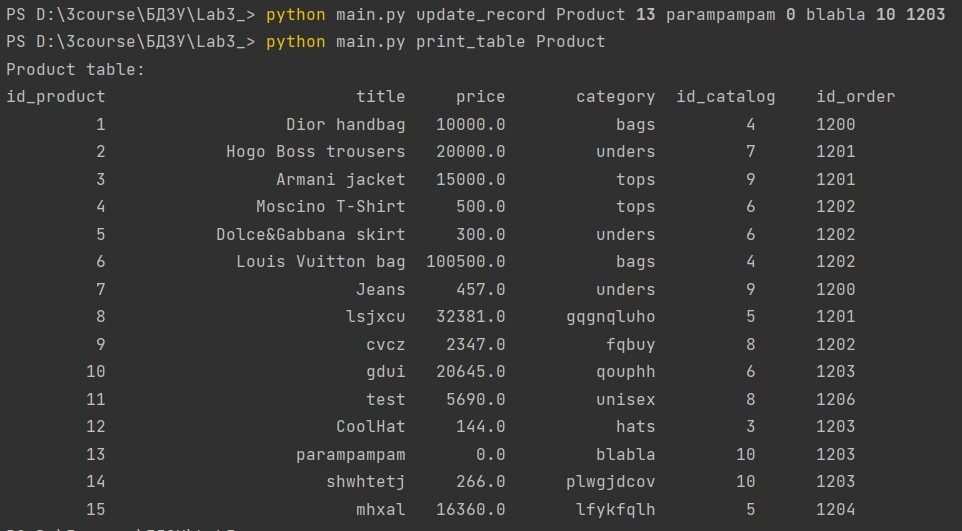 PS D:\3course\БДЗУ\Lab3_> python main.py update_record Product 13 parampampam 0 blabla 10 1203
PS D:\3course\БДЗУ\Lab3_> python main.py print_table Product
Product table:
id_product title price category id_catalog id_order
1 Dior handbag 10000.0 bags 4 1200
2 Hogo Boss trousers 20000.0 unders 7 1201
3 Armani jacket 15000.0 tops 9 1201
4 Moscino T-Shirt 500.0 tops 6 1202
5 Dolce&Gabbana skirt 300.0 unders 6 1202
6 Louis Vuitton bag 100500.0 bags 4 1202
7 Jeans 457.0 unders 9 1200
8 lsjxcu 32381.0 gqgnqluho 5 1201
9 cvcz 2347.0 fqbuy 8 1202
10 gdui 20645.0 qouphh 6 1203
11 test 5690.0 unisex 8 1206
12 CoolHat 144.0 hats 3 1203
13 parampampam 0.0 blabla 10 1203
14 shwhtetj 266.0 plwgjdcov 10 1203
15 mhxal 16360.0 lfykfqlh 5 1204